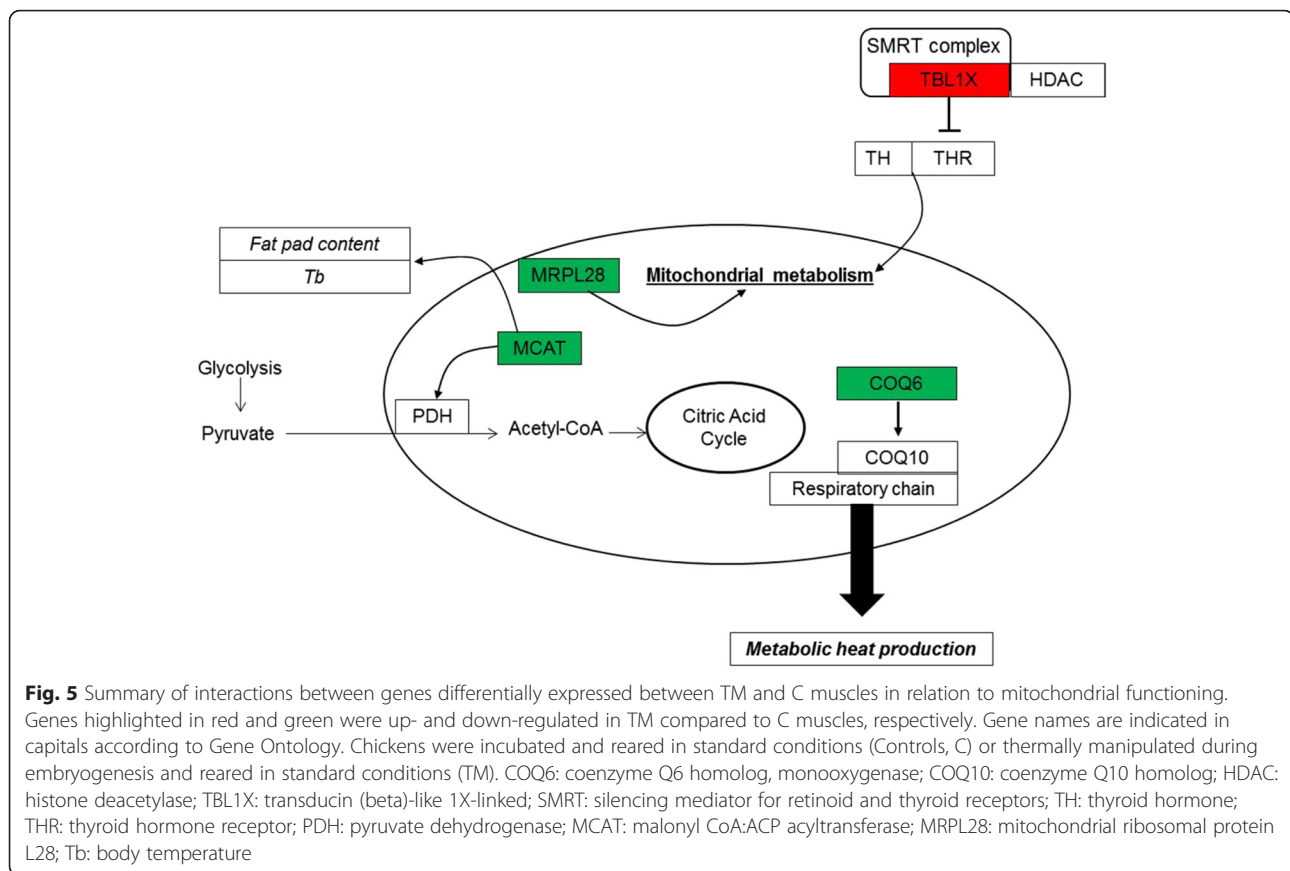 SMRT complex
TBL1X
HDAC
TH
THR
Fat pad content
Tb
MRPL28
Mitochondrial metabolism
MCAT
Glycolysis
COQ6
PDH
Pyruvate
Acetyl-CoA
Citric Acid
Cycle
COQ10
Respiratory chain
Metabolic heat production
Fig. 5 Summary of interactions between genes differentially expressed between TM and C muscles in relation to mitochondrial functioning.
Genes highlighted in red and green were up- and down-regulated in TM compared to C muscles, respectively. Gene names are indicated in
capitals according to Gene Ontology. Chickens were incubated and reared in standard conditions (Controls, C) or thermally manipulated during
embryogenesis and reared in standard conditions (TM). COQ6: coenzyme Q6 homolog, monooxygenase; COQ10: coenzyme Q10 homolog; HDAC:
histone deacetylase; TBL1X: transducin (beta)-like 1X-linked; SMRT: silencing mediator for retinoid and thyroid receptors; TH: thyroid hormone;
THR: thyroid hormone receptor; PDH: pyruvate dehydrogenase; MCAT: malonyl CoA:ACP acyltransferase; MRPL28: mitochondrial ribosomal protein
L28; Tb: body temperature